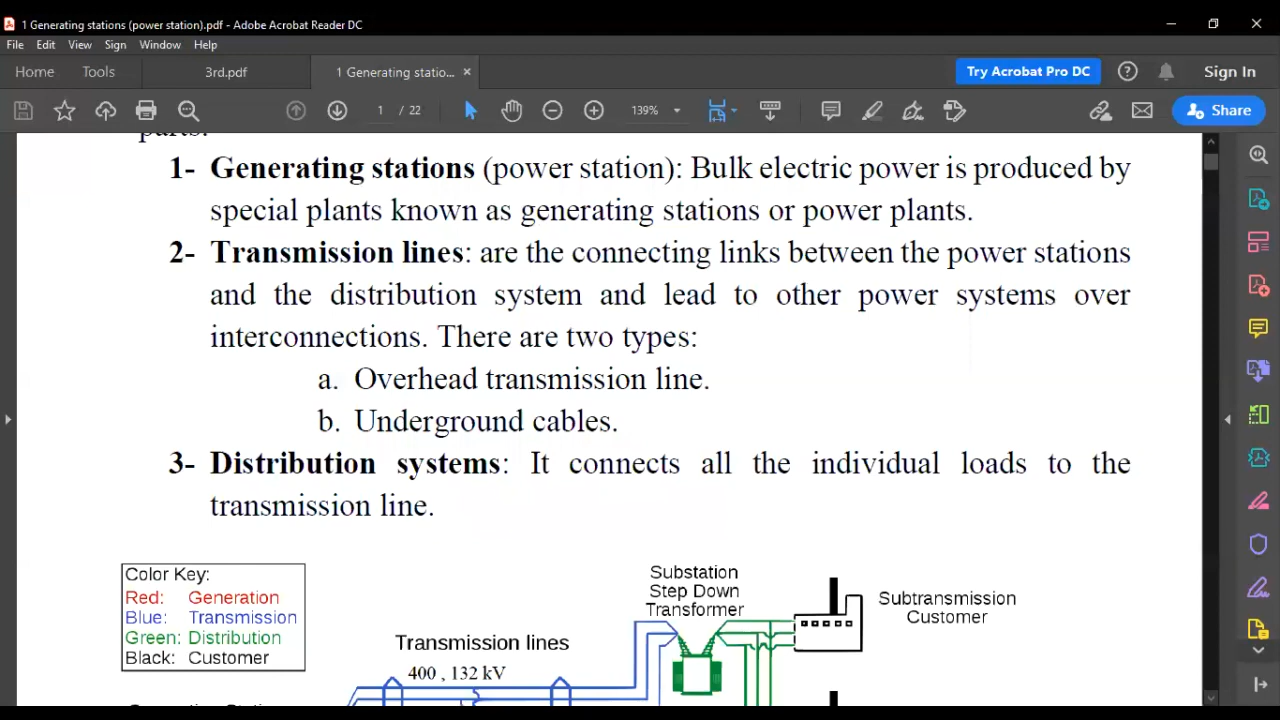 1 Generating stations (power station).pdf - Adobe Acrobat Reader DC
File Edit View Sign Window Help
Home Tools 3rd.pdf 1 Generating statio... × Try Acrobat Pro DC Sign In
1 / 22 139% Share
parts.
1- Generating stations (power station): Bulk electric power is produced by
special plants known as generating stations or power plants.
2- Transmission lines: are the connecting links between the power stations
and the distribution system and lead to other power systems over
interconnections. There are two types:
a. Overhead transmission line.
b. Underground cables.
3- Distribution systems: It connects all the individual loads to the
transmission line.
Color Key:
Red: Generation
Blue: Transmission
Green: Distribution
Black: Customer
Transmission lines
400 , 132 kV
Substation
Step Down
Transformer
Subtransmission
Customer